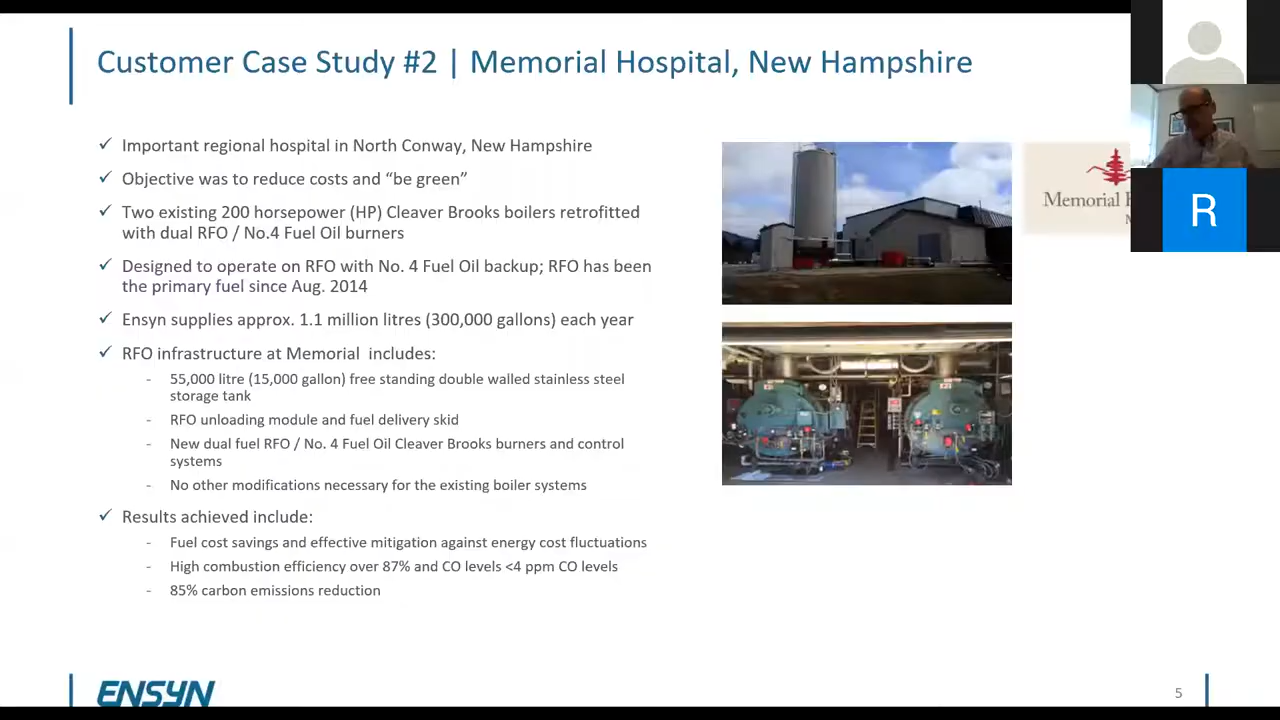 Customer Case Study #2 | Memorial Hospital, New Hampshire
✓ Important regional hospital in North Conway, New Hampshire
✓ Objective was to reduce costs and “be green”
✓ Two existing 200 horsepower (HP) Cleaver Brooks boilers retrofitted
with dual RFO / No.4 Fuel Oil burners
✓ Designed to operate on RFO with No. 4 Fuel Oil backup; RFO has been
the primary fuel since Aug. 2014
✓ Ensyn supplies approx. 1.1 million litres (300,000 gallons) each year
✓ RFO infrastructure at Memorial includes:
- 55,000 litre (15,000 gallon) free standing double walled stainless steel
storage tank
- RFO unloading module and fuel delivery skid
- New dual fuel RFO / No. 4 Fuel Oil Cleaver Brooks burners and control
systems
- No other modifications necessary for the existing boiler systems
✓ Results achieved include:
- Fuel cost savings and effective mitigation against energy cost fluctuations
- High combustion efficiency over 87% and CO levels <4 ppm CO levels
- 85% carbon emissions reduction
Memorial
R
ENSYN
5